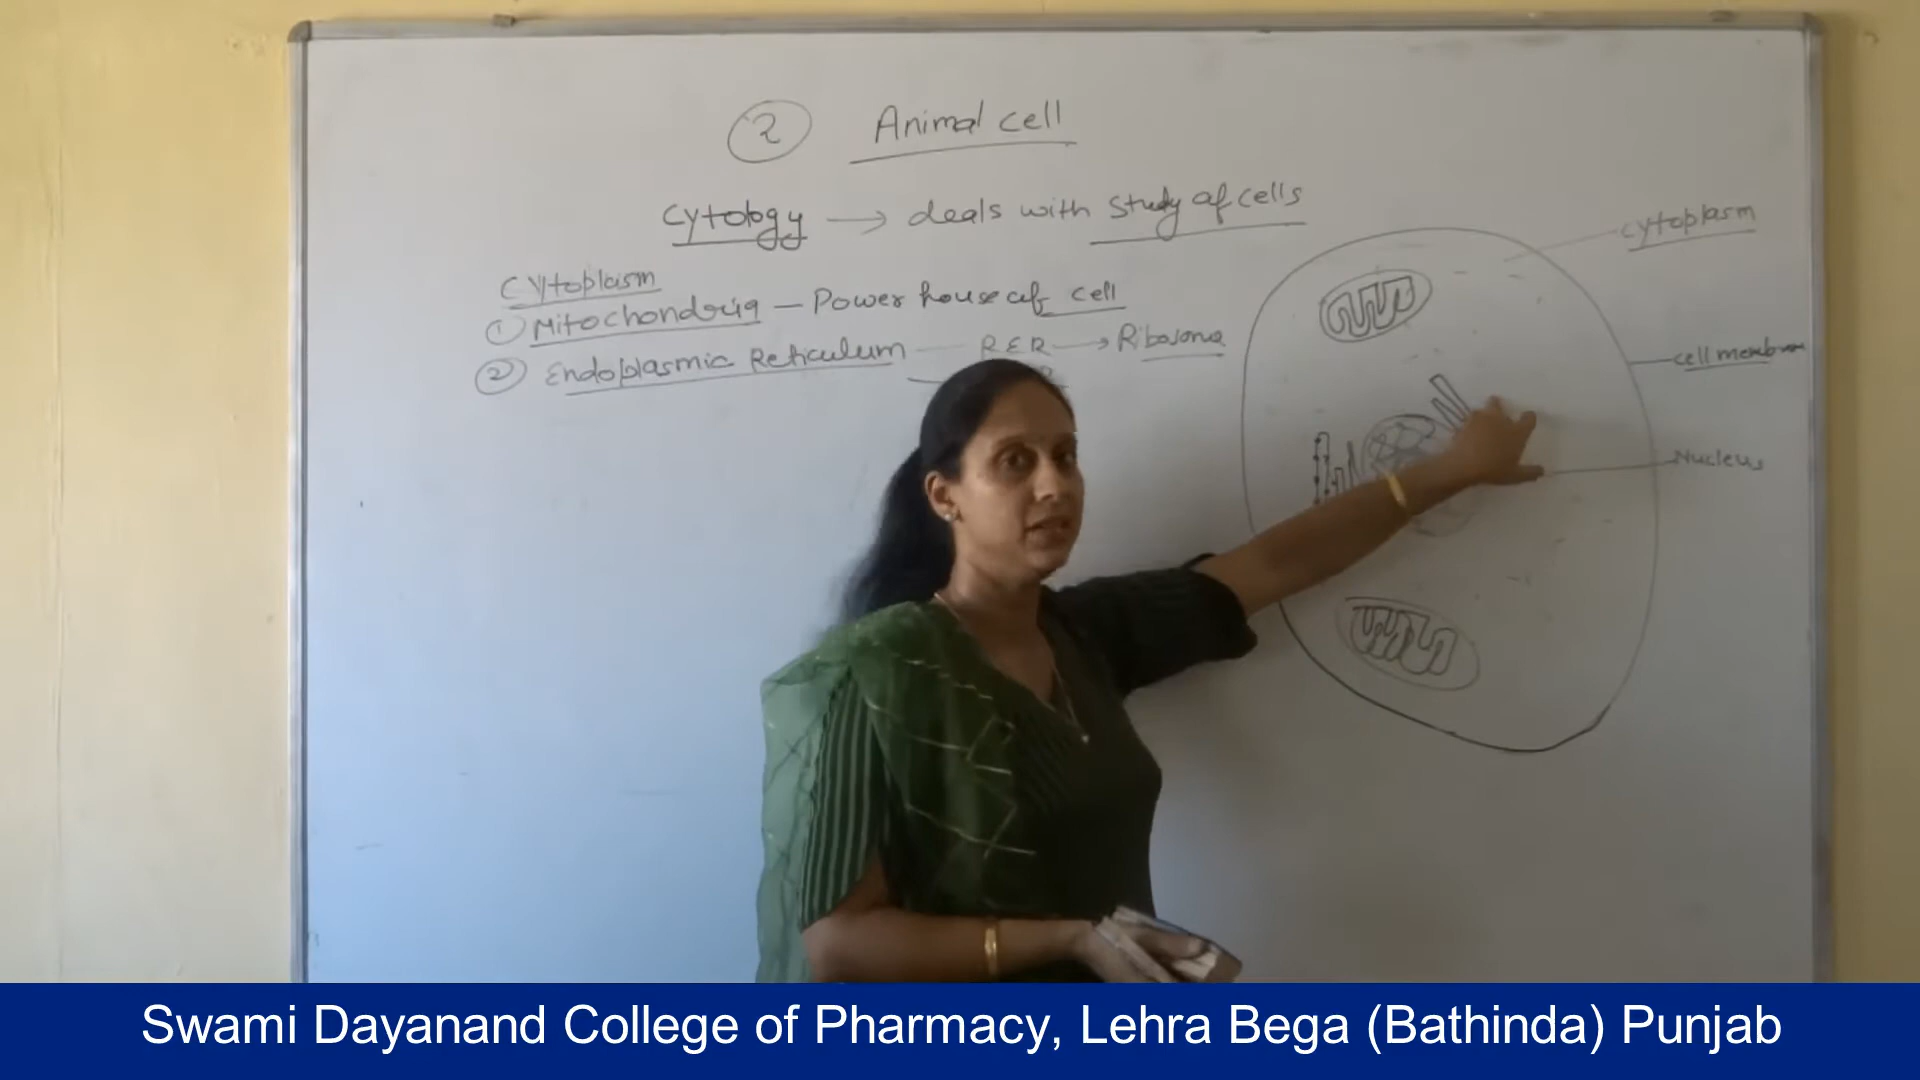 2 Animal cell
Cytology → deals with study of cells
Cytoplasm
① Mitochondria — Power house of cell
② Endoplasmic Reticulum — RER → Ribosome
cytoplasm
cell membrane
Nucleus
Swami Dayanand College of Pharmacy, Lehra Bega (Bathinda) Punjab